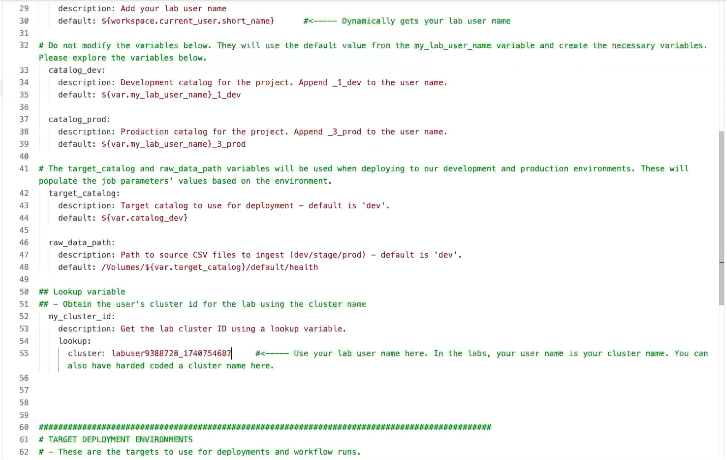 29 description: Add your lab user name
30 default: ${workspace.current_user.short_name} #<----- Dynamically gets your lab user name
31
32 # Do not modify the variables below. They will use the default value from the my_lab_user_name variable and create the necessary variables.
Please explore the variables below.
33 catalog_dev:
34 description: Development catalog for the project. Append _1_dev to the user name.
35 default: ${var.my_lab_user_name}_1_dev
36
37 catalog_prod:
38 description: Production catalog for the project. Append _3_prod to the user name.
39 default: ${var.my_lab_user_name}_3_prod
40
41 # The target_catalog and raw_data_path variables will be used when deploying to our development and production environments. These will
populate the job parameters' values based on the environment.
42 target_catalog:
43 description: Target catalog to use for deployment - default is 'dev'.
44 default: ${var.catalog_dev}
45
46 raw_data_path:
47 description: Path to source CSV files to ingest (dev/stage/prod) - default is 'dev'.
48 default: /Volumes/${var.target_catalog}/default/health
49
50 ## Lookup variable
51 ## - Obtain the user's cluster id for the lab using the cluster name
52 my_cluster_id:
53 description: Get the lab cluster ID using a lookup variable.
54 lookup:
55 cluster: labuser9388728_1740754687 #<----- Use your lab user name here. In the labs, your user name is your cluster name. You can
also have harded coded a cluster name here.
56
57
58
59
60 ##############################################################################################
61 # TARGET DEPLOYMENT ENVIRONMENTS
62 # - These are the targets to use for deployments and workflow runs.